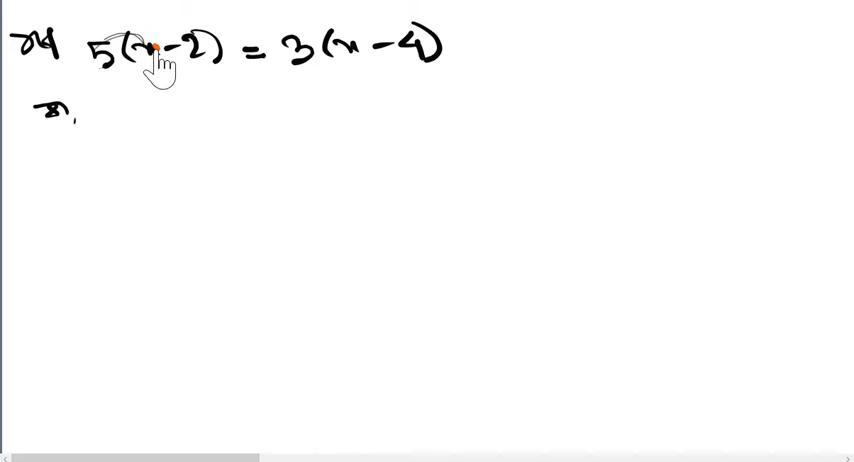 5(x-2) = 3(x-4)